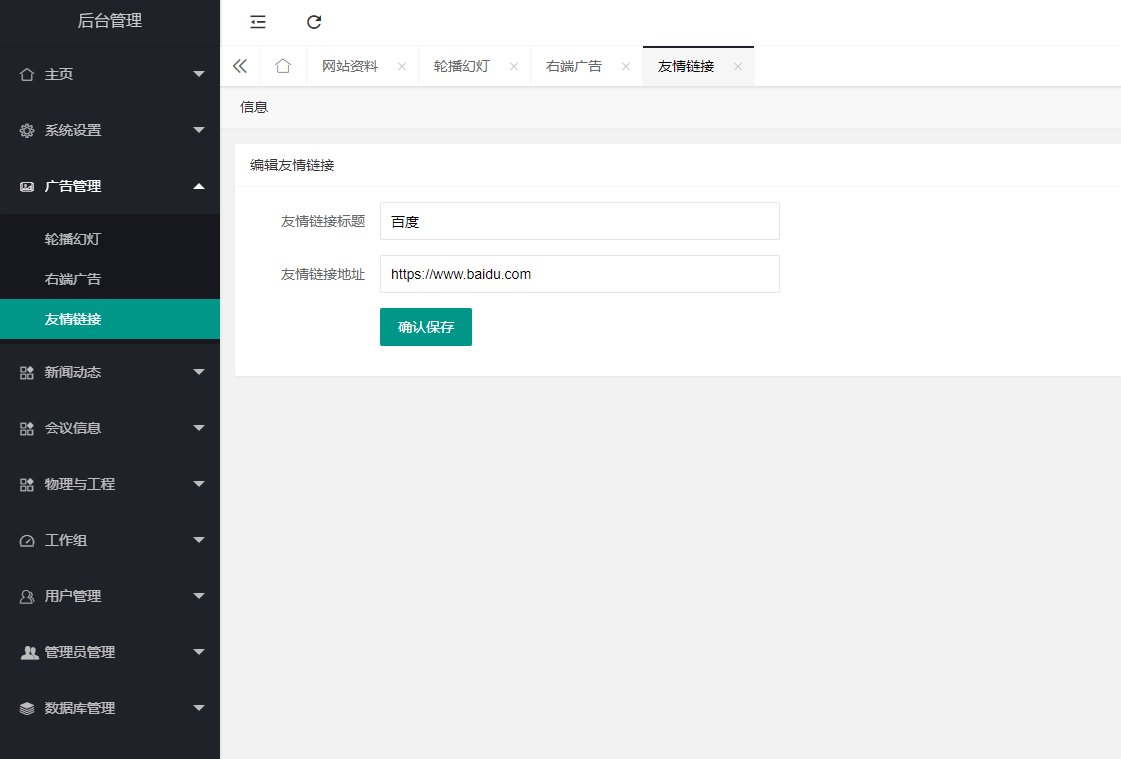 后台管理
主页
系统设置
广告管理
轮播幻灯
右端广告
友情链接
新闻动态
会议信息
物理与工程
工作组
用户管理
管理员管理
数据库管理
网站资料
轮播幻灯
右端广告
友情链接
信息
编辑友情链接
友情链接标题 百度
友情链接地址 https://www.baidu.com
确认保存